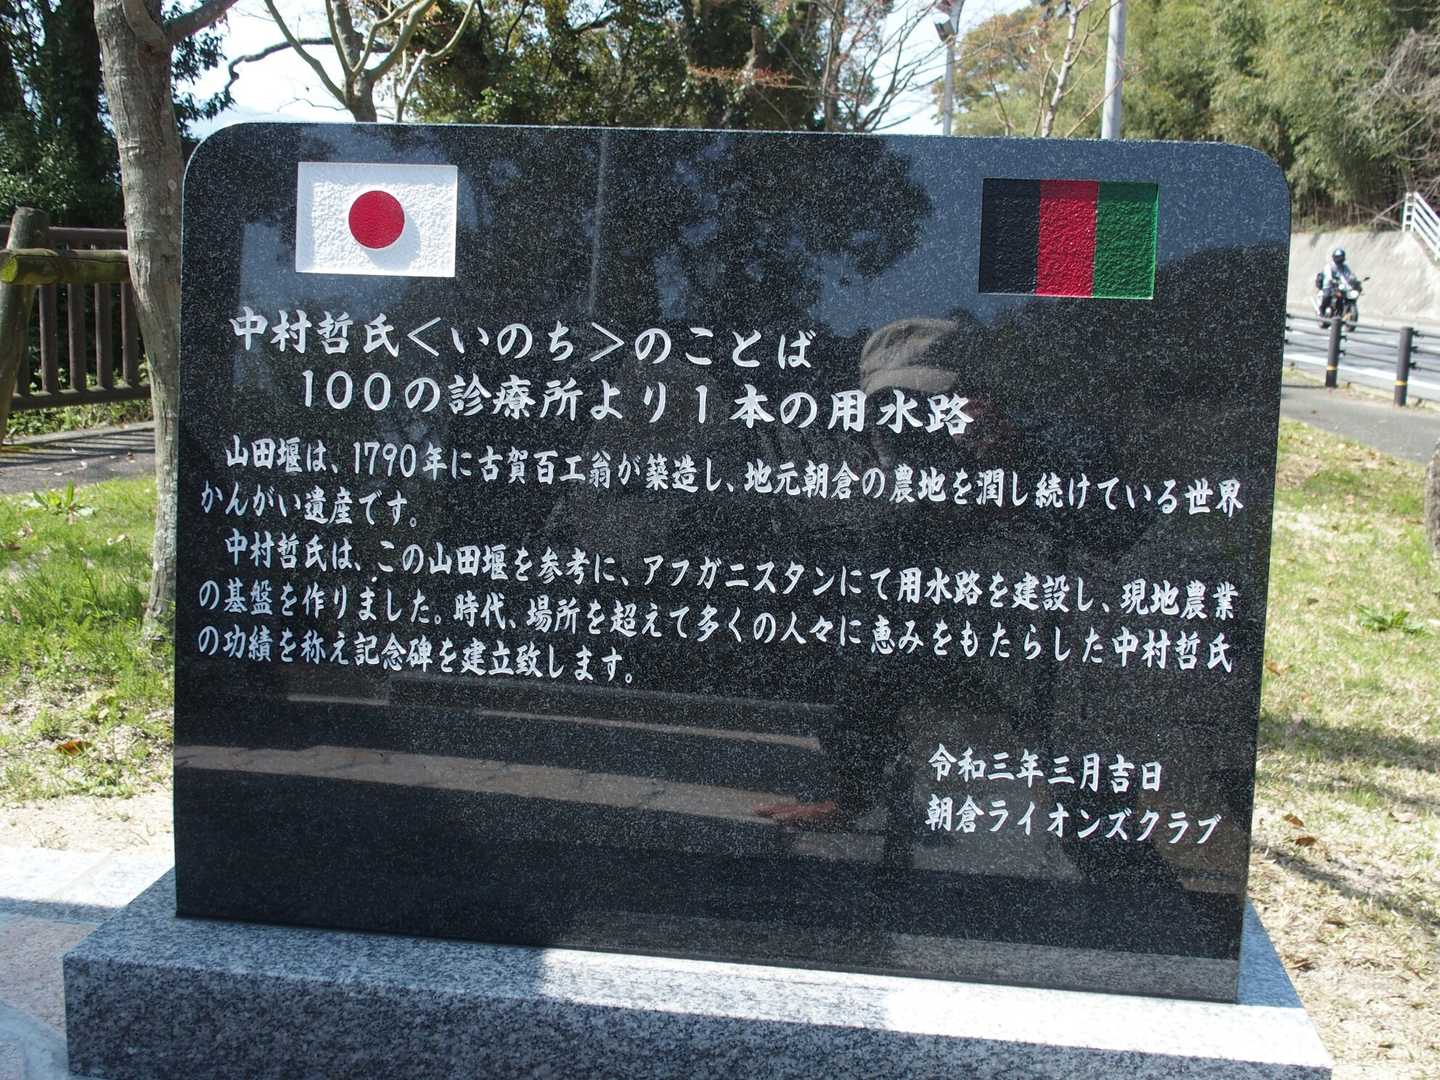 中村哲氏＜いのち＞のことば
100の診療所より1本の用水路
山田堰は、1790年に古賀百工翁が築造し、地元朝倉の農地を潤し続けている世界
かんがい遺産です。
中村哲氏は、この山田堰を参考に、アフガニスタンにて用水路を建設し、現地農業
の基盤を作りました。時代、場所を超えて多くの人々に恵みをもたらした中村哲氏
の功績を称え記念碑を建立致します。
令和三年三月吉日
朝倉ライオンズクラブ